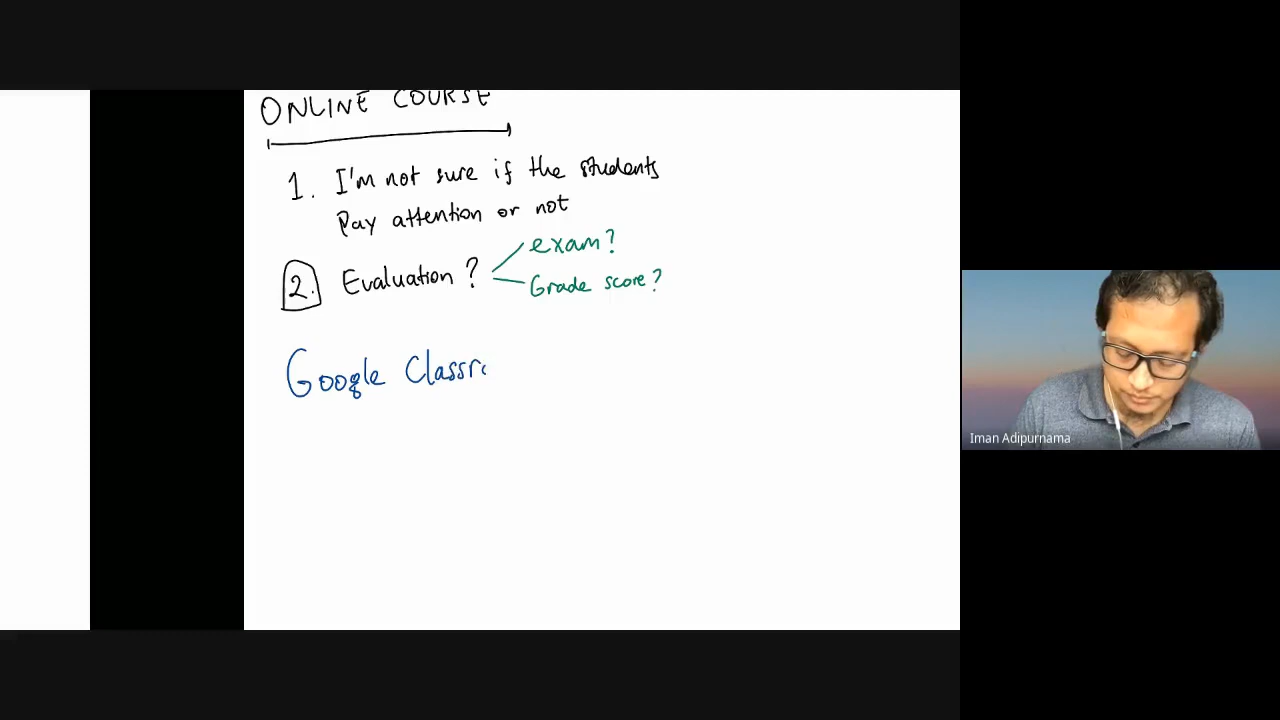 ONLINE COURSE
1. I'm not sure if the students
Pay attention or not
2. Evaluation?
exam?
Grade score?
Google Classro
Iman Adipurnama